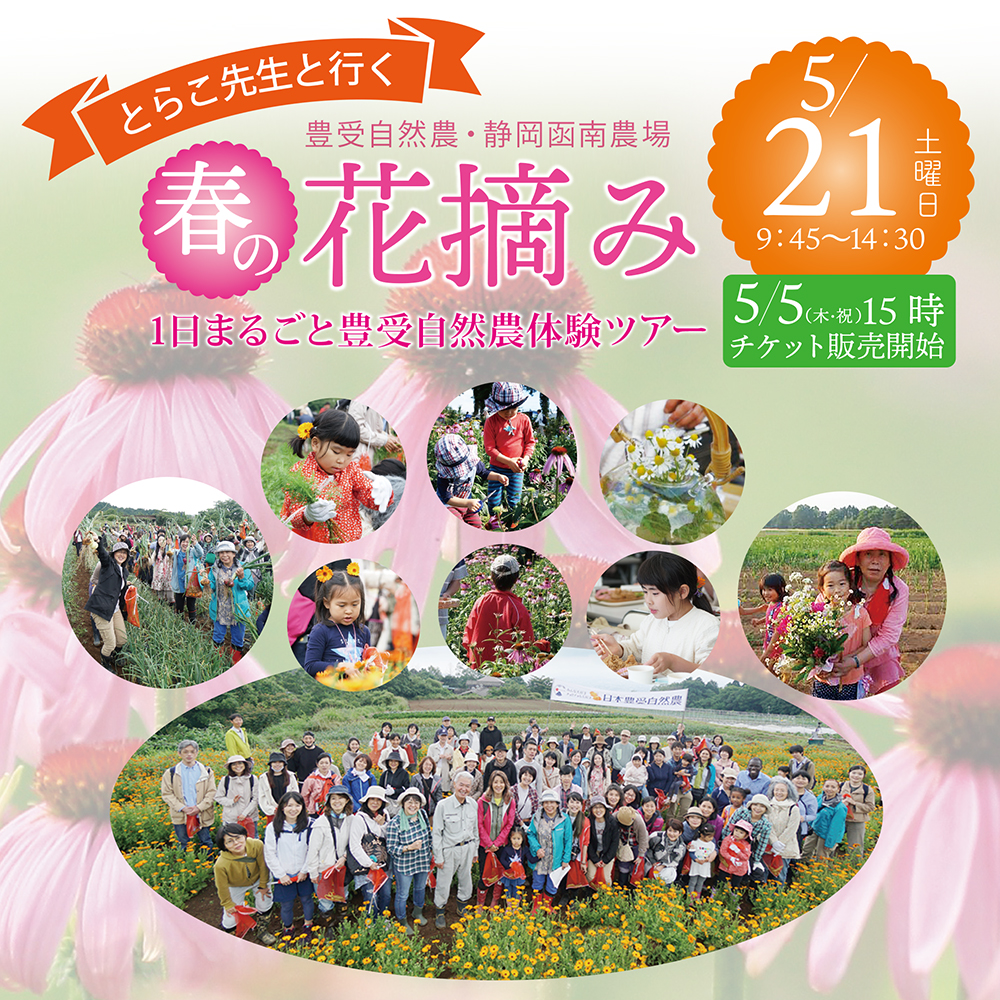 とらこ先生と行く
豊受自然農・静岡函南農場
春の花摘み
1日まるごと豊受自然農体験ツアー
5/21土曜日
9：45〜14：30
5/5(木・祝)15時
チケット販売開始
日本豊受自然農